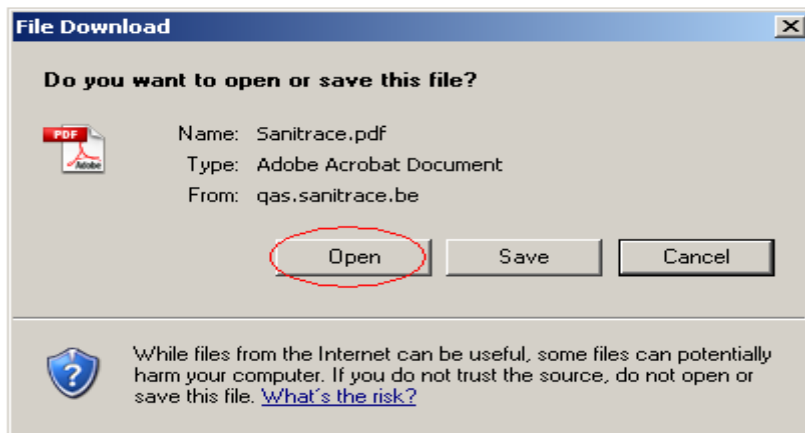 File Download
Do you want to open or save this file?
PDF
Adobe
Name: Sanitrace.pdf
Type: Adobe Acrobat Document
From: qas.sanitrace.be
Open Save Cancel
While files from the Internet can be useful, some files can potentially
harm your computer. If you do not trust the source, do not open or
save this file. What's the risk?